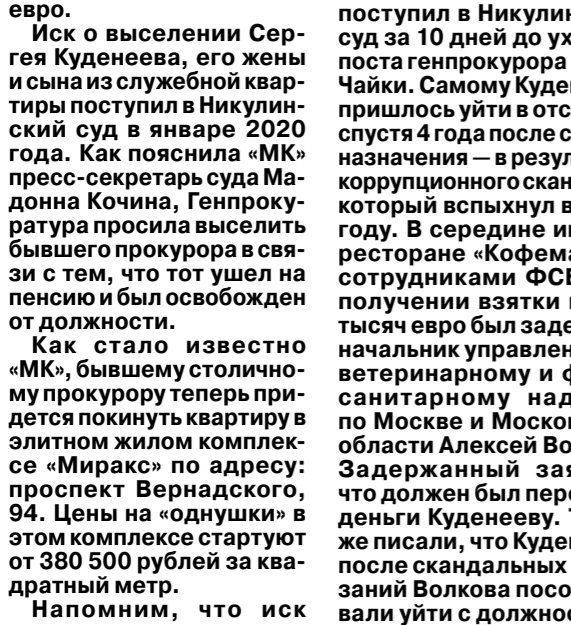 евро.
Иск о выселении Сер-
гея Куденеева, его жены
и сына из служебной квар-
тиры поступил в Никулин-
ский суд в январе 2020
года. Как пояснила «МК»
пресс-секретарь суда Ма-
донна Кочина, Генпроку-
ратура просила выселить
бывшего прокурора в свя-
зи с тем, что тот ушел на
пенсию и был освобожден
от должности.
Как стало известно
«МК», бывшему столично-
му прокурору теперь при-
дется покинуть квартиру в
элитном жилом комплек-
се «Миракс» по адресу:
проспект Вернадского,
94. Цены на «однушки» в
этом комплексе стартуют
от 380 500 рублей за ква-
дратный метр.
Напомним, что иск
поступил в Никулин
суд за 10 дней до ух
поста генпрокурора
Чайки. Самому Куде
пришлось уйти в отс
спустя 4 года после с
назначения — в резул
коррупционного скан
который вспыхнул в
году. В середине и
ресторане «Кофема
сотрудниками ФСБ
получении взятки
тысяч евро был заде
начальник управлен
ветеринарному и ф
санитарному над
по Москве и Моско
области Алексей Во
Задержанный зая
что должен был пере
деньги Куденееву.
же писали, что Куде
после скандальных
заний Волкова посо
вали уйти с должнос